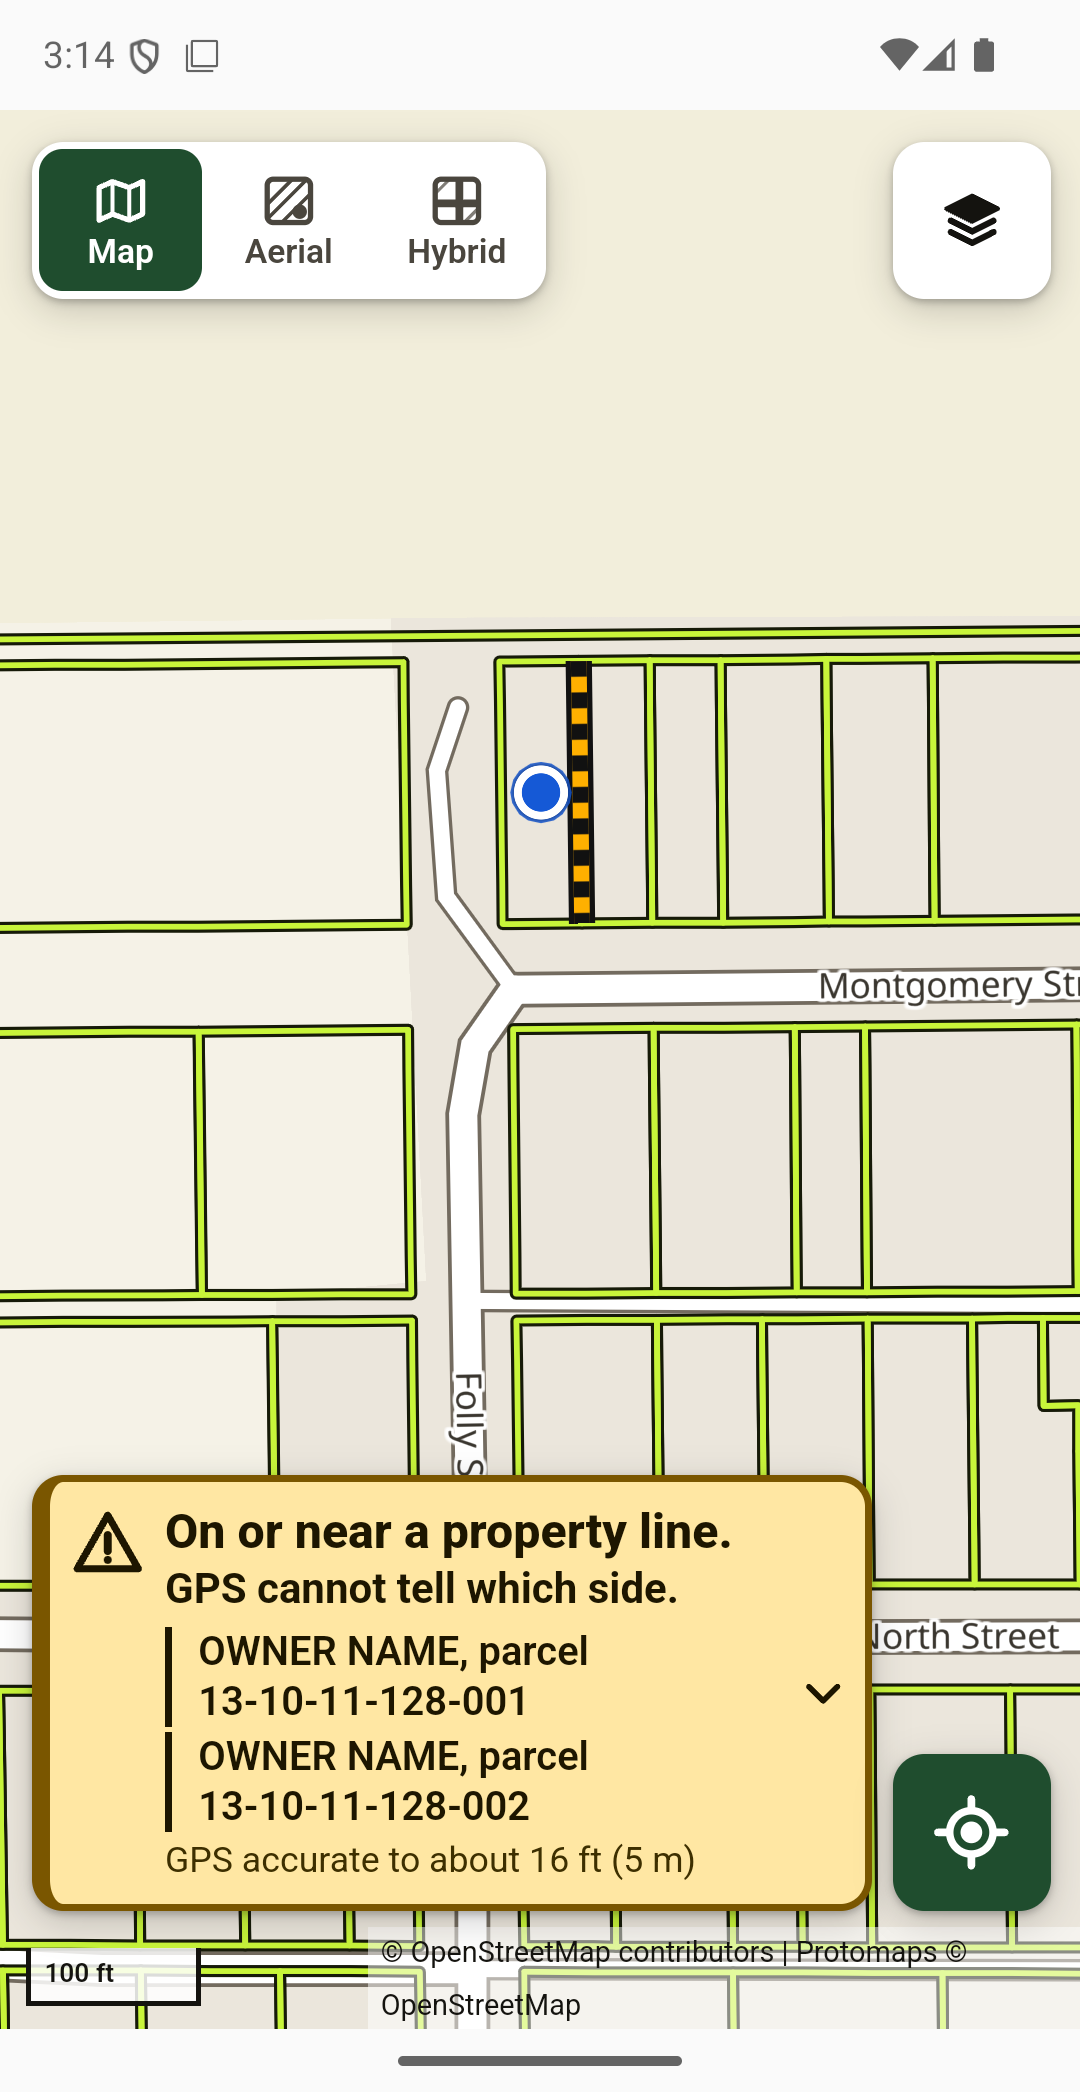 3:14
Map
Aerial
Hybrid
Montgomery Str
Folly S
On or near a property line.
GPS cannot tell which side.
OWNER NAME, parcel
13-10-11-128-001
OWNER NAME, parcel
13-10-11-128-002
GPS accurate to about 16 ft (5 m)
North Street
© OpenStreetMap contributors | Protomaps ©
OpenStreetMap
100 ft